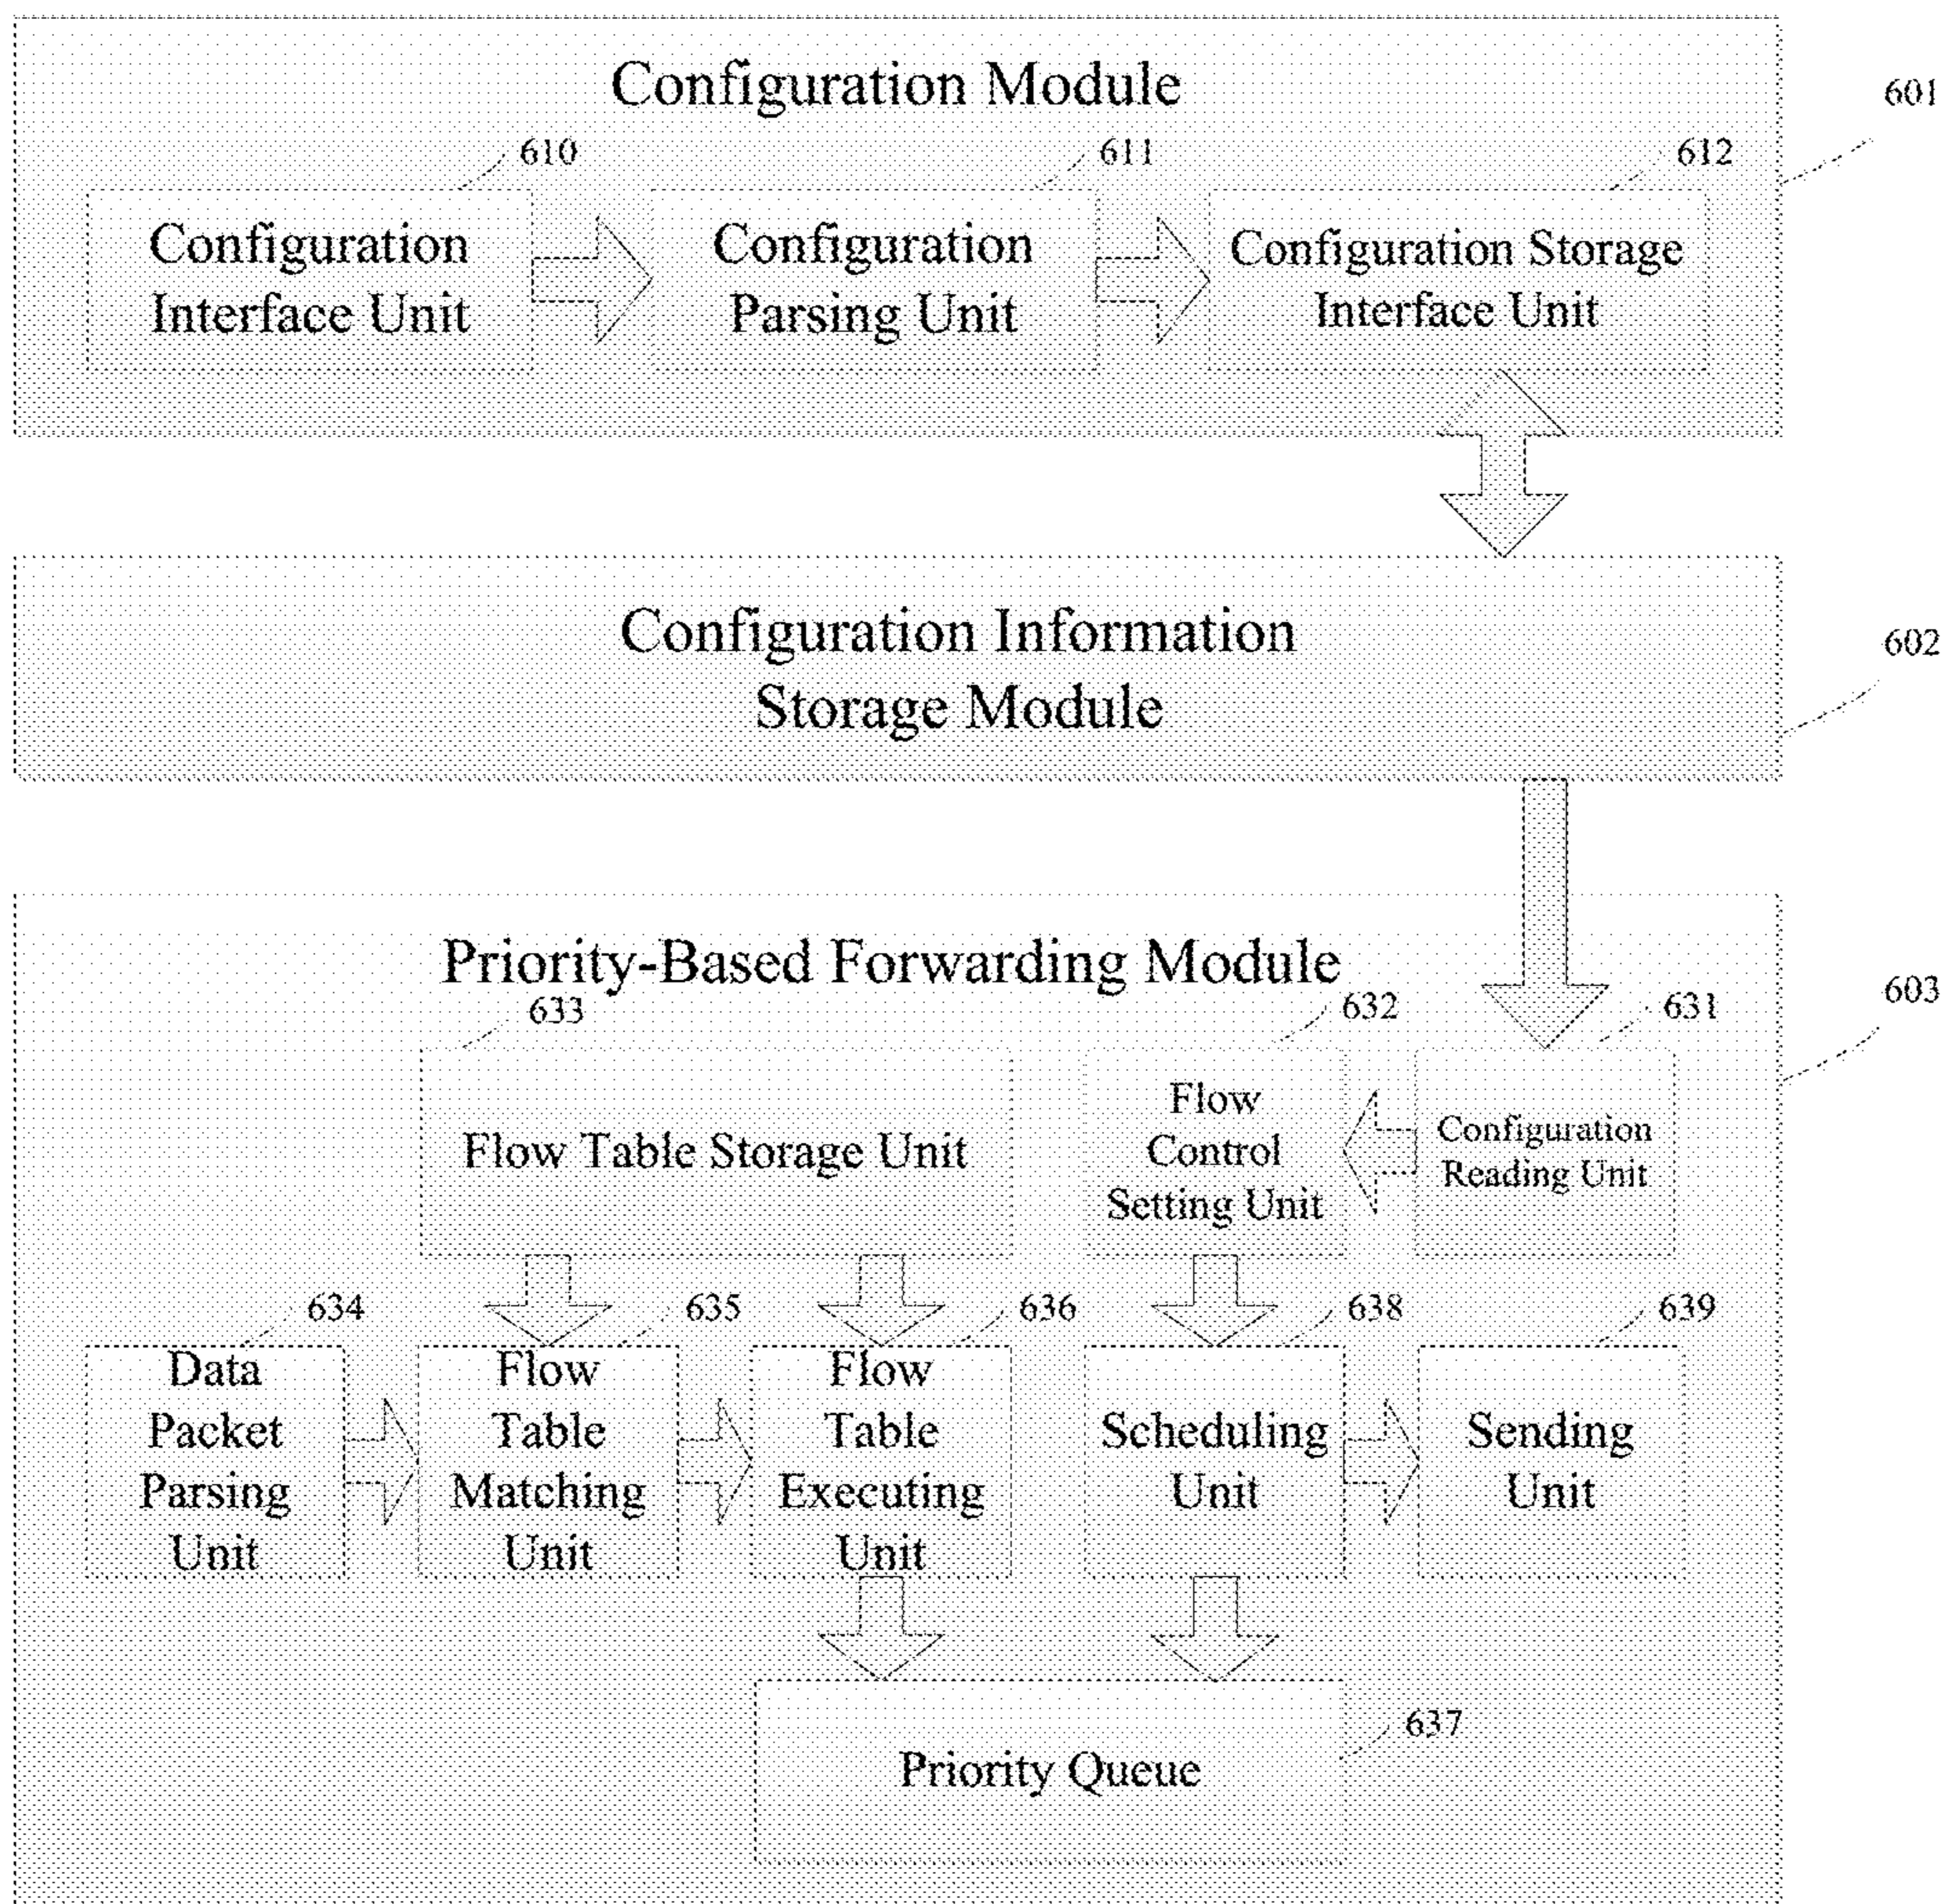 Configuration Module
601
610
611
612
Configuration
Interface Unit
Configuration
Parsing Unit
Configuration Storage
Interface Unit
Configuration Information
Storage Module
602
Priority-Based Forwarding Module
603
633
632
631
Flow Table Storage Unit
Flow
Control
Setting Unit
Configuration
Reading Unit
634
635
636
638
639
Data
Packet
Parsing
Unit
Flow
Table
Matching
Unit
Flow
Table
Executing
Unit
Scheduling
Unit
Sending
Unit
637
Priority Queue